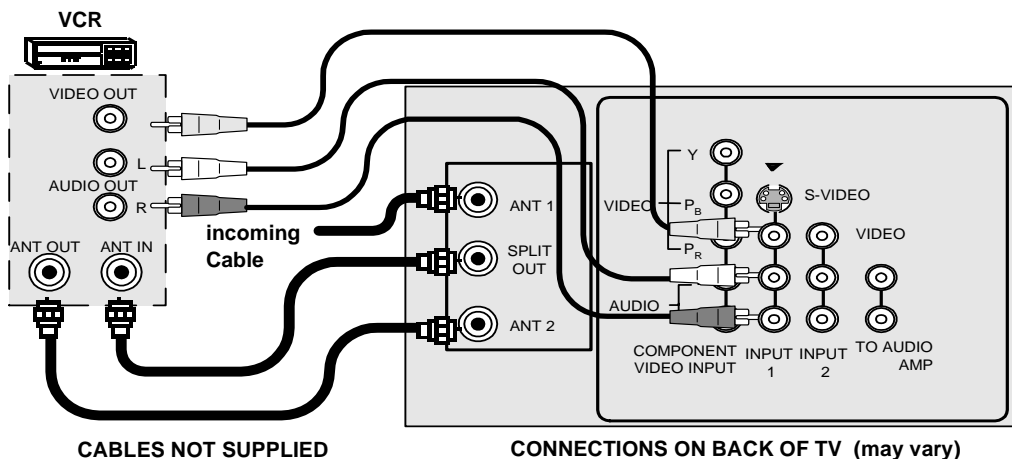 VCR
VIDEO OUT
L
AUDIO OUT
R
ANT OUT
ANT IN
incoming
Cable
ANT 1
SPLIT
OUT
ANT 2
Y
VIDEO
PB
PR
S-VIDEO
VIDEO
AUDIO
COMPONENT
VIDEO INPUT
INPUT
1
INPUT
2
TO AUDIO
AMP
CABLES NOT SUPPLIED
CONNECTIONS ON BACK OF TV (may vary)